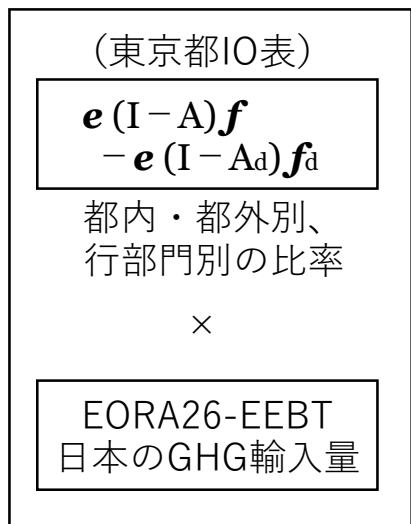 （東京都IO表）
e (I－A) f
－e (I－Ad) fd
都内・都外別、
行部門別の比率
×
EORA26-EEBT
日本のGHG輸入量